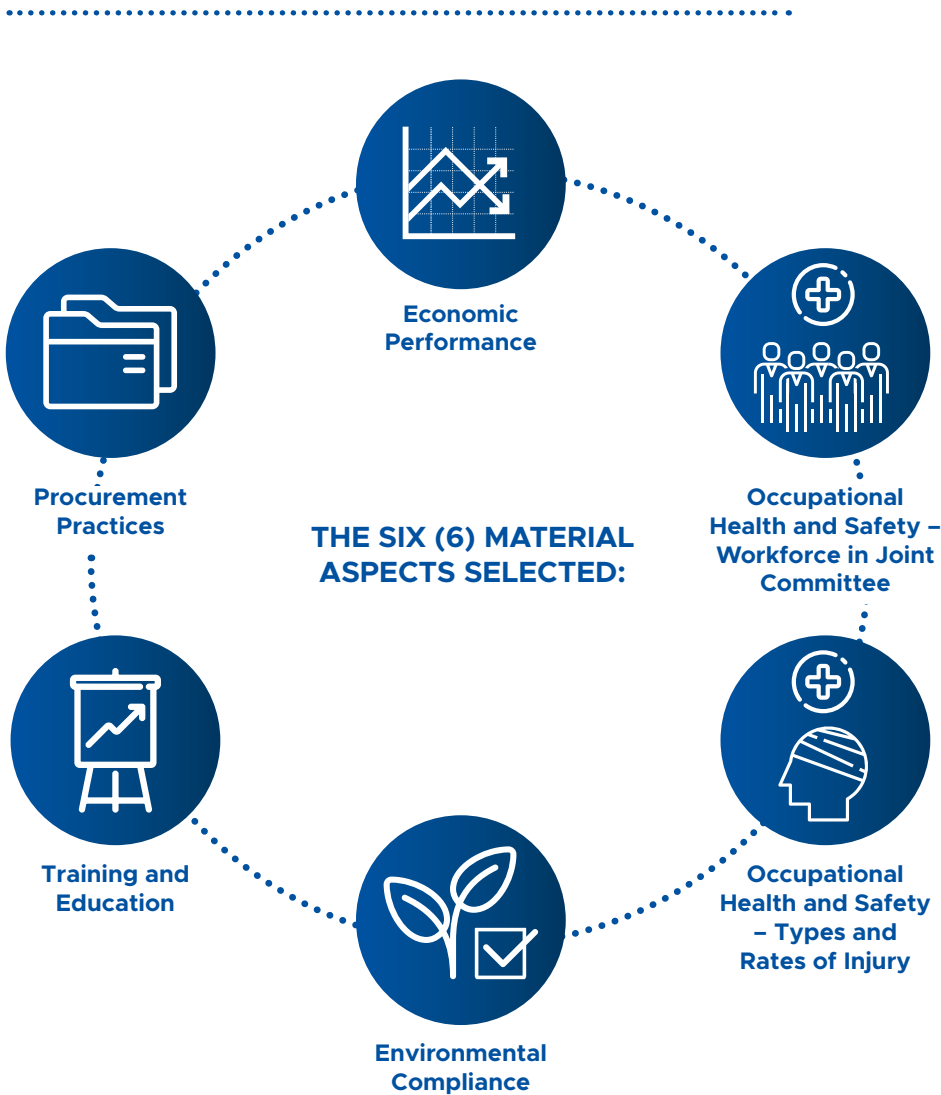 Economic
Performance
Procurement
Practices
Occupational
Health and Safety –
Workforce in Joint
Committee
THE SIX (6) MATERIAL
ASPECTS SELECTED:
Training and
Education
Occupational
Health and Safety
– Types and
Rates of Injury
Environmental
Compliance